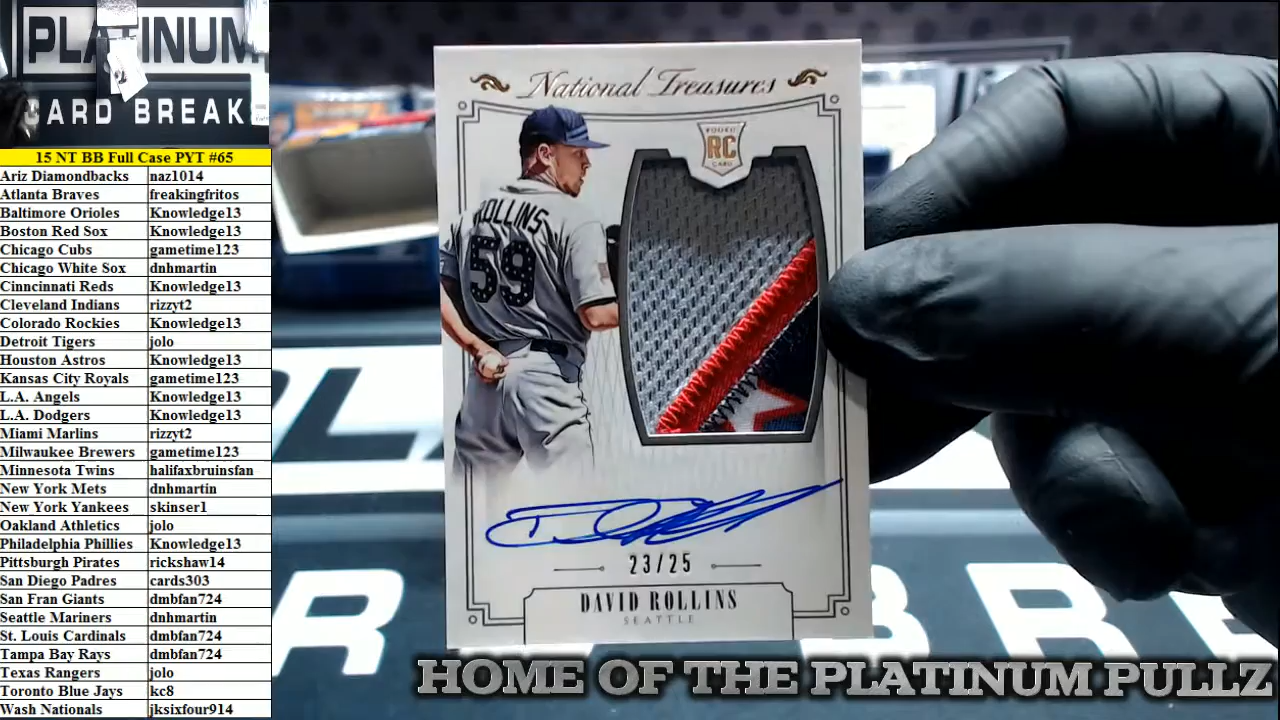 PLATINUM
CARD BREAK
15 NT BB Full Case PYT #65
Ariz Diamondbacks naz1014
Atlanta Braves freakingfritos
Baltimore Orioles Knowledge13
Boston Red Sox Knowledge13
Chicago Cubs gametime123
Chicago White Sox dnhmartin
Cinncinnati Reds Knowledge13
Cleveland Indians rizzyt2
Colorado Rockies Knowledge13
Detroit Tigers jolo
Houston Astros Knowledge13
Kansas City Royals gametime123
L.A. Angels Knowledge13
L.A. Dodgers Knowledge13
Miami Marlins rizzyt2
Milwaukee Brewers gametime123
Minnesota Twins halifaxbruinsfan
New York Mets dnhmartin
New York Yankees skinser1
Oakland Athletics jolo
Philadelphia Phillies Knowledge13
Pittsburgh Pirates rickshaw14
San Diego Padres cards303
San Fran Giants dmbfan724
Seattle Mariners dnhmartin
St. Louis Cardinals dmbfan724
Tampa Bay Rays dmbfan724
Texas Rangers jolo
Toronto Blue Jays kc8
Wash Nationals jksixfour914
National Treasures
ROOKIE
RC
CARD
ROLLINS
59
23/25
DAVID ROLLINS
SEATTLE
HOME OF THE PLATINUM PULLZ